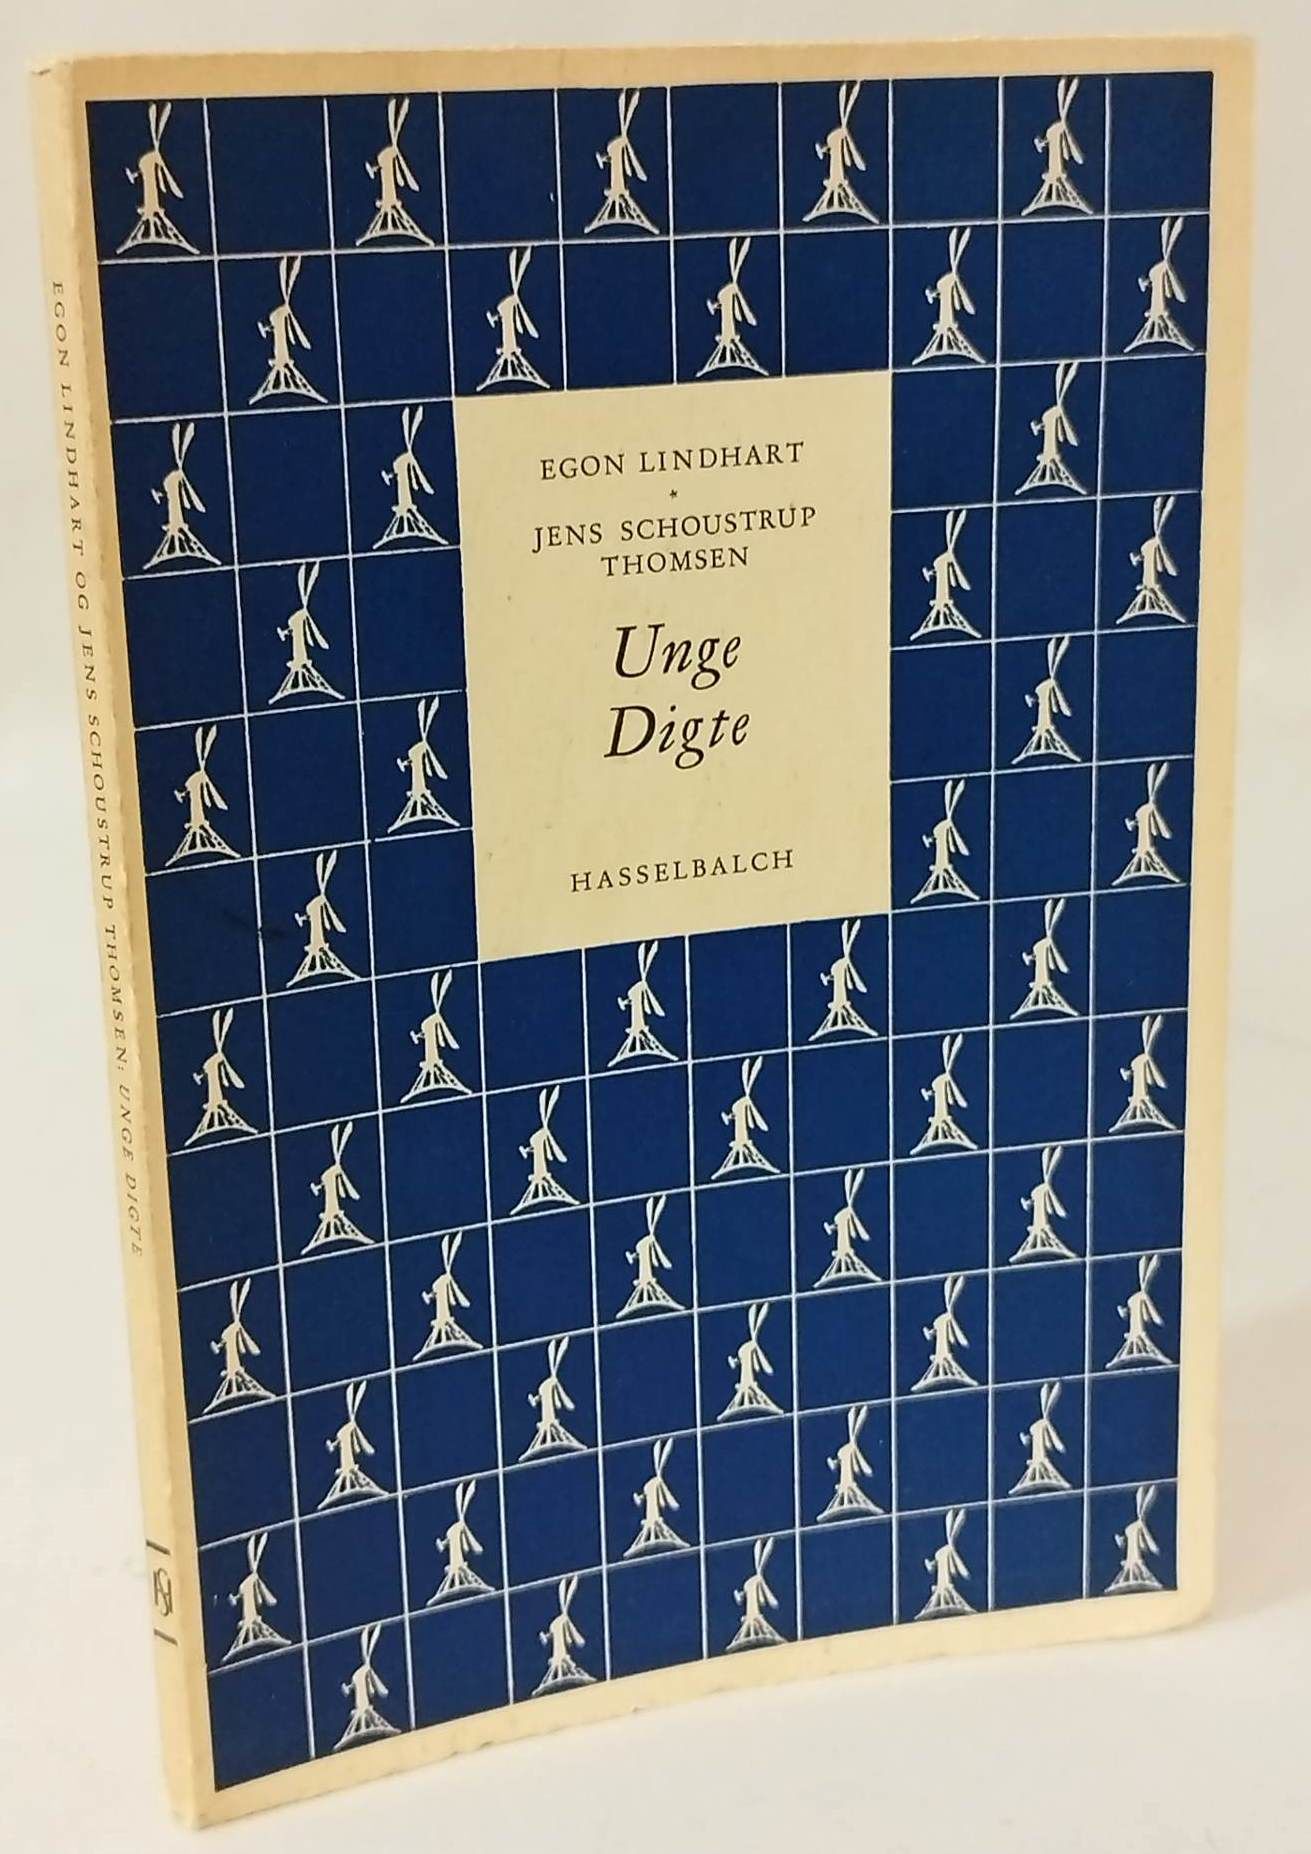 EGON LINDHART
*
JENS SCHOUSTRUP
THOMSEN
Unge
Digte
HASSELBALCH
EGON LINDHART OG JENS SCHOUSTRUP THOMSEN: UNGE DIGTE